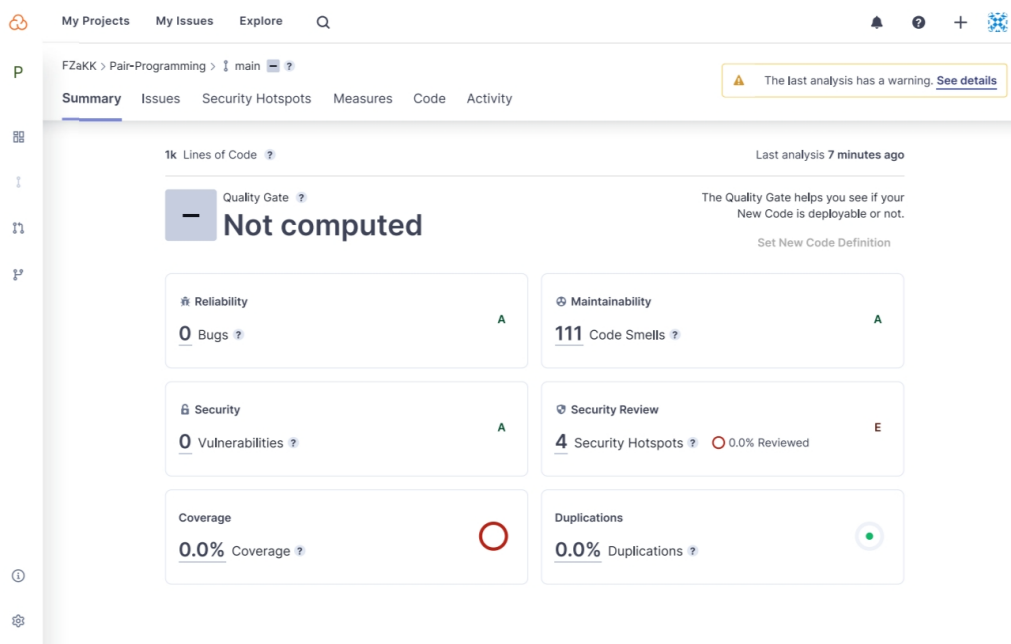 My Projects My Issues Explore
P
FZaKK > Pair-Programming > main ?
The last analysis has a warning. See details
Summary Issues Security Hotspots Measures Code Activity
1k Lines of Code ?
Last analysis 7 minutes ago
Quality Gate ?
Not computed
The Quality Gate helps you see if your
New Code is deployable or not.
Set New Code Definition
Reliability
0 Bugs ?
A
Maintainability
111 Code Smells ?
A
Security
0 Vulnerabilities ?
A
Security Review
4 Security Hotspots ? 0.0% Reviewed
E
Coverage
0.0% Coverage ?
Duplications
0.0% Duplications ?